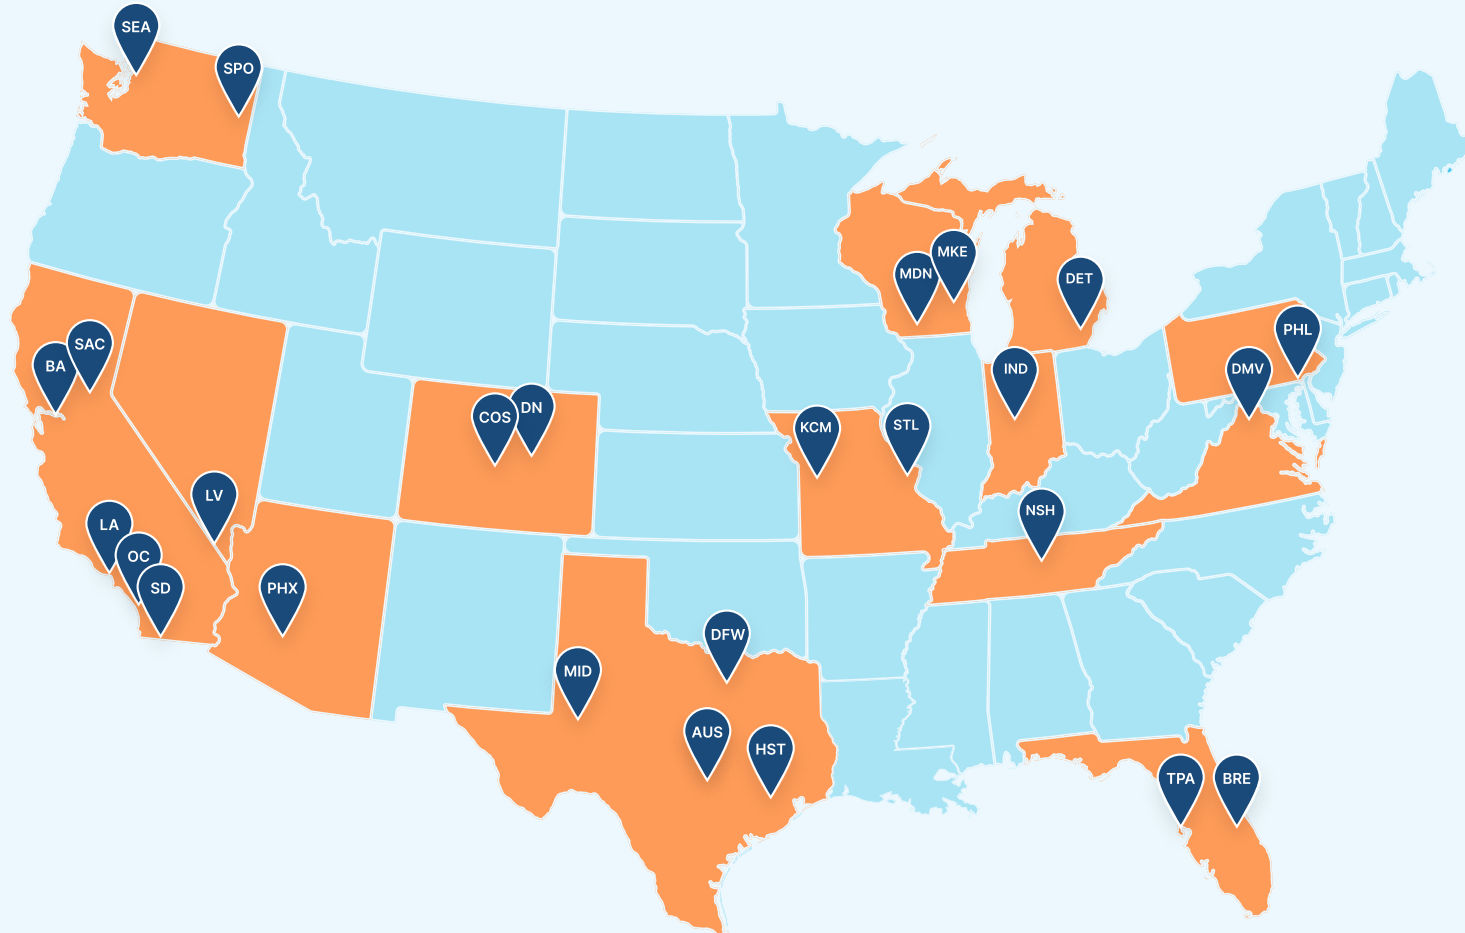 SEA
SPO
MKE
MDN
DET
PHL
SAC
BA
IND
DMV
DN
COS
STL
KCM
LV
NSH
LA
OC
SD
PHX
DFW
MID
AUS
HST
TPA
BRE